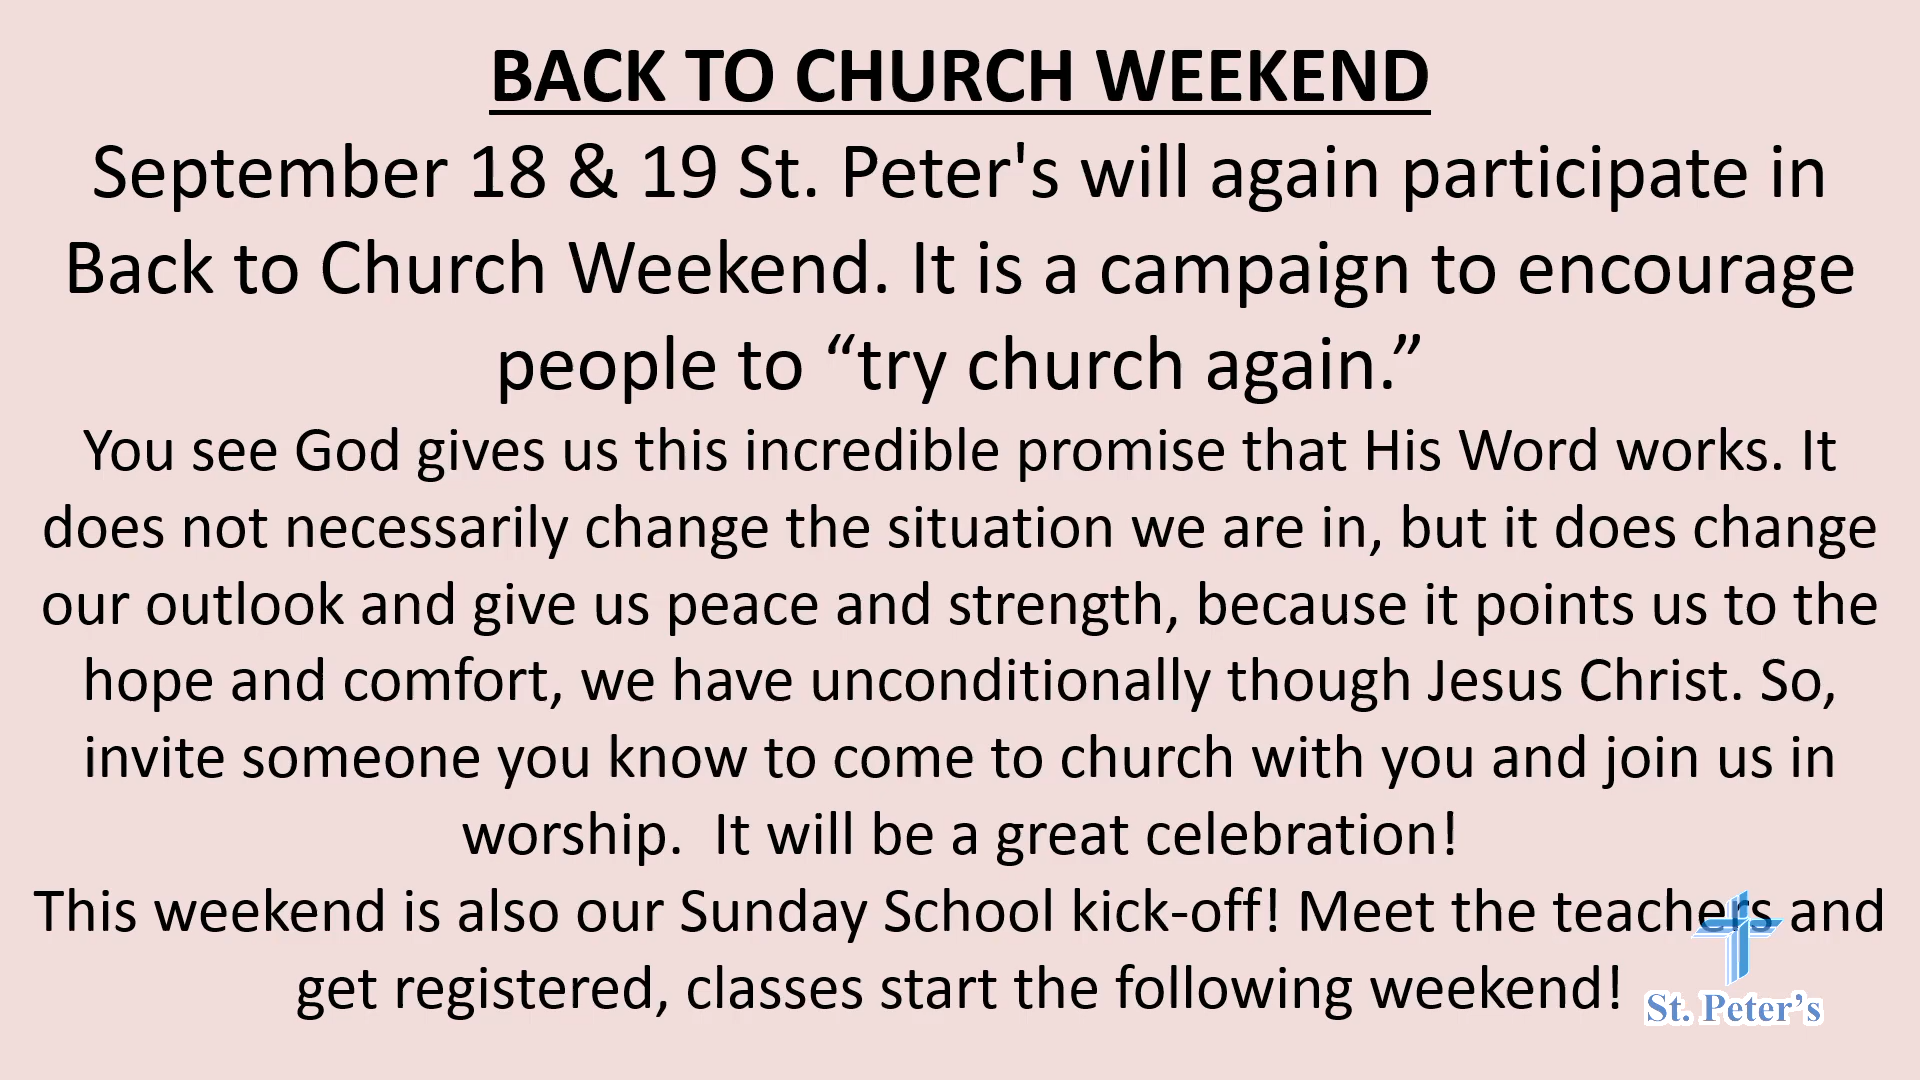 BACK TO CHURCH WEEKEND
September 18 & 19 St. Peter's will again participate in
Back to Church Weekend. It is a campaign to encourage
people to “try church again.”
You see God gives us this incredible promise that His Word works. It
does not necessarily change the situation we are in, but it does change
our outlook and give us peace and strength, because it points us to the
hope and comfort, we have unconditionally though Jesus Christ. So,
invite someone you know to come to church with you and join us in
worship.  It will be a great celebration!
This weekend is also our Sunday School kick-off! Meet the teachers and
get registered, classes start the following weekend!
St. Peter’s